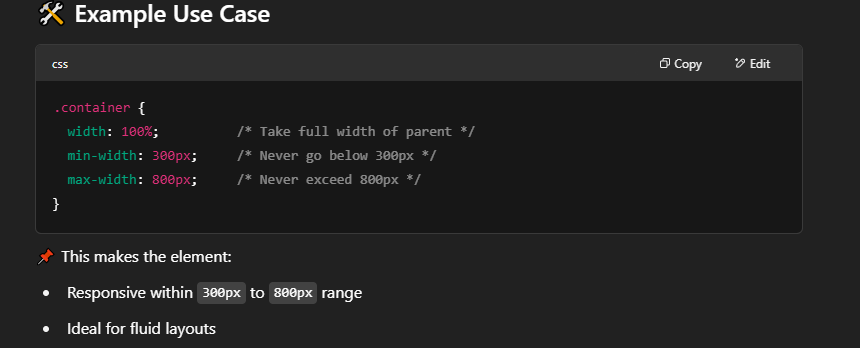 🛠️ Example Use Case
css Copy Edit
.container {
  width: 100%;          /* Take full width of parent */
  min-width: 300px;     /* Never go below 300px */
  max-width: 800px;     /* Never exceed 800px */
}
📌 This makes the element:
• Responsive within 300px to 800px range
• Ideal for fluid layouts